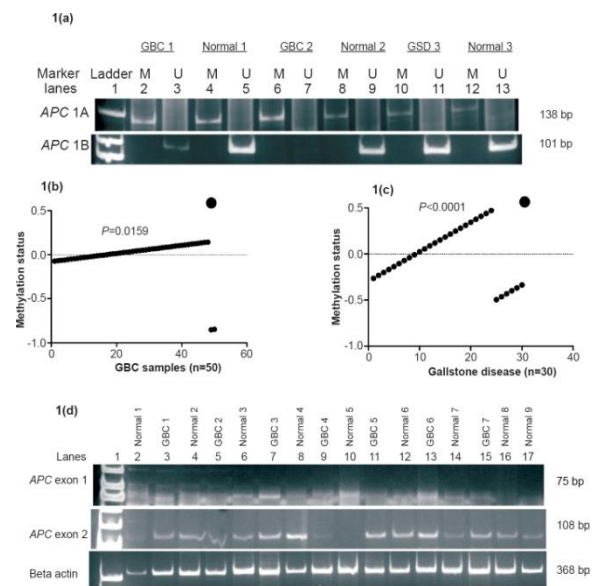 1(a)
GBC 1 Normal 1 GBC 2 Normal 2 GSD 3 Normal 3
Marker Ladder M U M U M U M U M U M U
lanes 1 2 3 4 5 6 7 8 9 10 11 12 13
APC 1A 138 bp
APC 1B 101 bp
1(b)
P=0.0159
0.5
0.0
-0.5
-1.0
Methylation status
0 20 40 60
GBC samples (n=50)
1(c)
P<0.0001
0.5
0.0
-0.5
-1.0
Methylation status
0 10 20 30 40
Gallstone disease (n=30)
1(d)
Normal 1 GBC 1 Normal 2 GBC 2 Normal 3 GBC 3 Normal 4 GBC 4 Normal 5 GBC 5 Normal 6 GBC 6 Normal 7 GBC 7 Normal 8 Normal 9
Lanes 1 2 3 4 5 6 7 8 9 10 11 12 13 14 15 16 17
APC exon 1 75 bp
APC exon 2 108 bp
Beta actin 368 bp